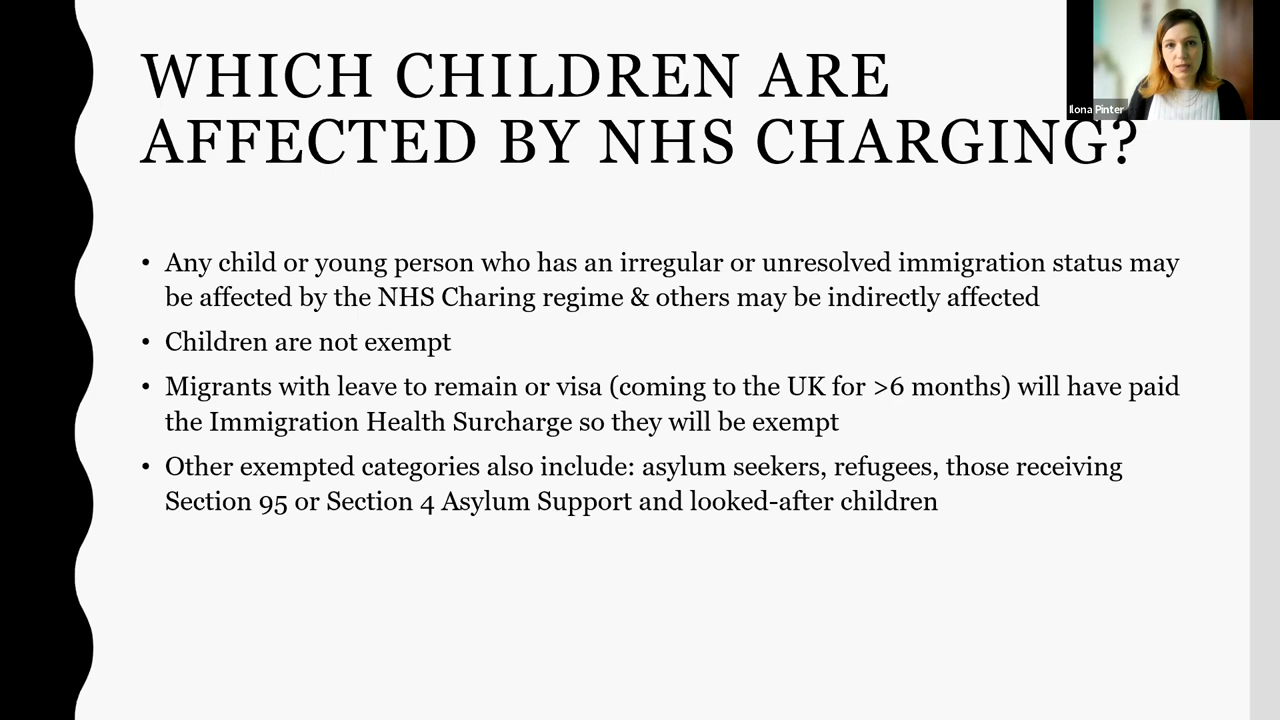 WHICH CHILDREN ARE
AFFECTED BY NHS CHARGING?
Ilona Pinter
• Any child or young person who has an irregular or unresolved immigration status may
be affected by the NHS Charing regime & others may be indirectly affected
• Children are not exempt
• Migrants with leave to remain or visa (coming to the UK for >6 months) will have paid
the Immigration Health Surcharge so they will be exempt
• Other exempted categories also include: asylum seekers, refugees, those receiving
Section 95 or Section 4 Asylum Support and looked-after children